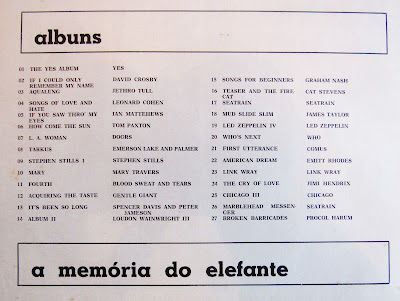 albuns
01 THE YES ALBUM YES
02 IF I COULD ONLY REMEMBER MY NAME DAVID CROSBY
03 AQUALUNG JETHRO TULL
04 SONGS OF LOVE AND HATE LEONARD COHEN
05 IF YOU SAW THRO MY EYES IAN MATTEHEWS
06 HOW COME THE SUN TOM PAXTON
07 L. A. WOMAN DOORS
08 TARKUS EMERSON LAKE AND PALMER
09 STEPHEN STILLS I STEPHEN STILLS
10 MARY MARY TRAVERS
11 FOURTH BLOOD SWEAT AND TEARS
12 ACQUIRING THE TASTE GENTLE GIANT
13 IT'S BEEN SO LONG SPENCER DAVIS AND PETER JAMESON
14 ALBUM II LOUDON WAINWRIGHT III
15 SONGS FOR BEGINNERS GRAHAM NASH
16 TEASER AND THE FIRE CAT CAT STEVENS
17 SEATRAIN SEATRAIN
18 MUD SLIDE SLIM JAMES TAYLOR
19 LED ZEPPELIN IV LED ZEPPELIN
20 WHO'S NEXT WHO
21 FIRST UTTERANCE COMUS
22 AMERICAN DREAM EMITT RHODES
23 LINK WRAY LINK WRAY
24 THE CRY OF LOVE JIMI HENDRIX
25 CHICAGO III CHICAGO
26 MARBLEHEAD MESSENGER SEATRAIN
27 BROKEN BARRICADES PROCOL HARUM
a memória do elefante